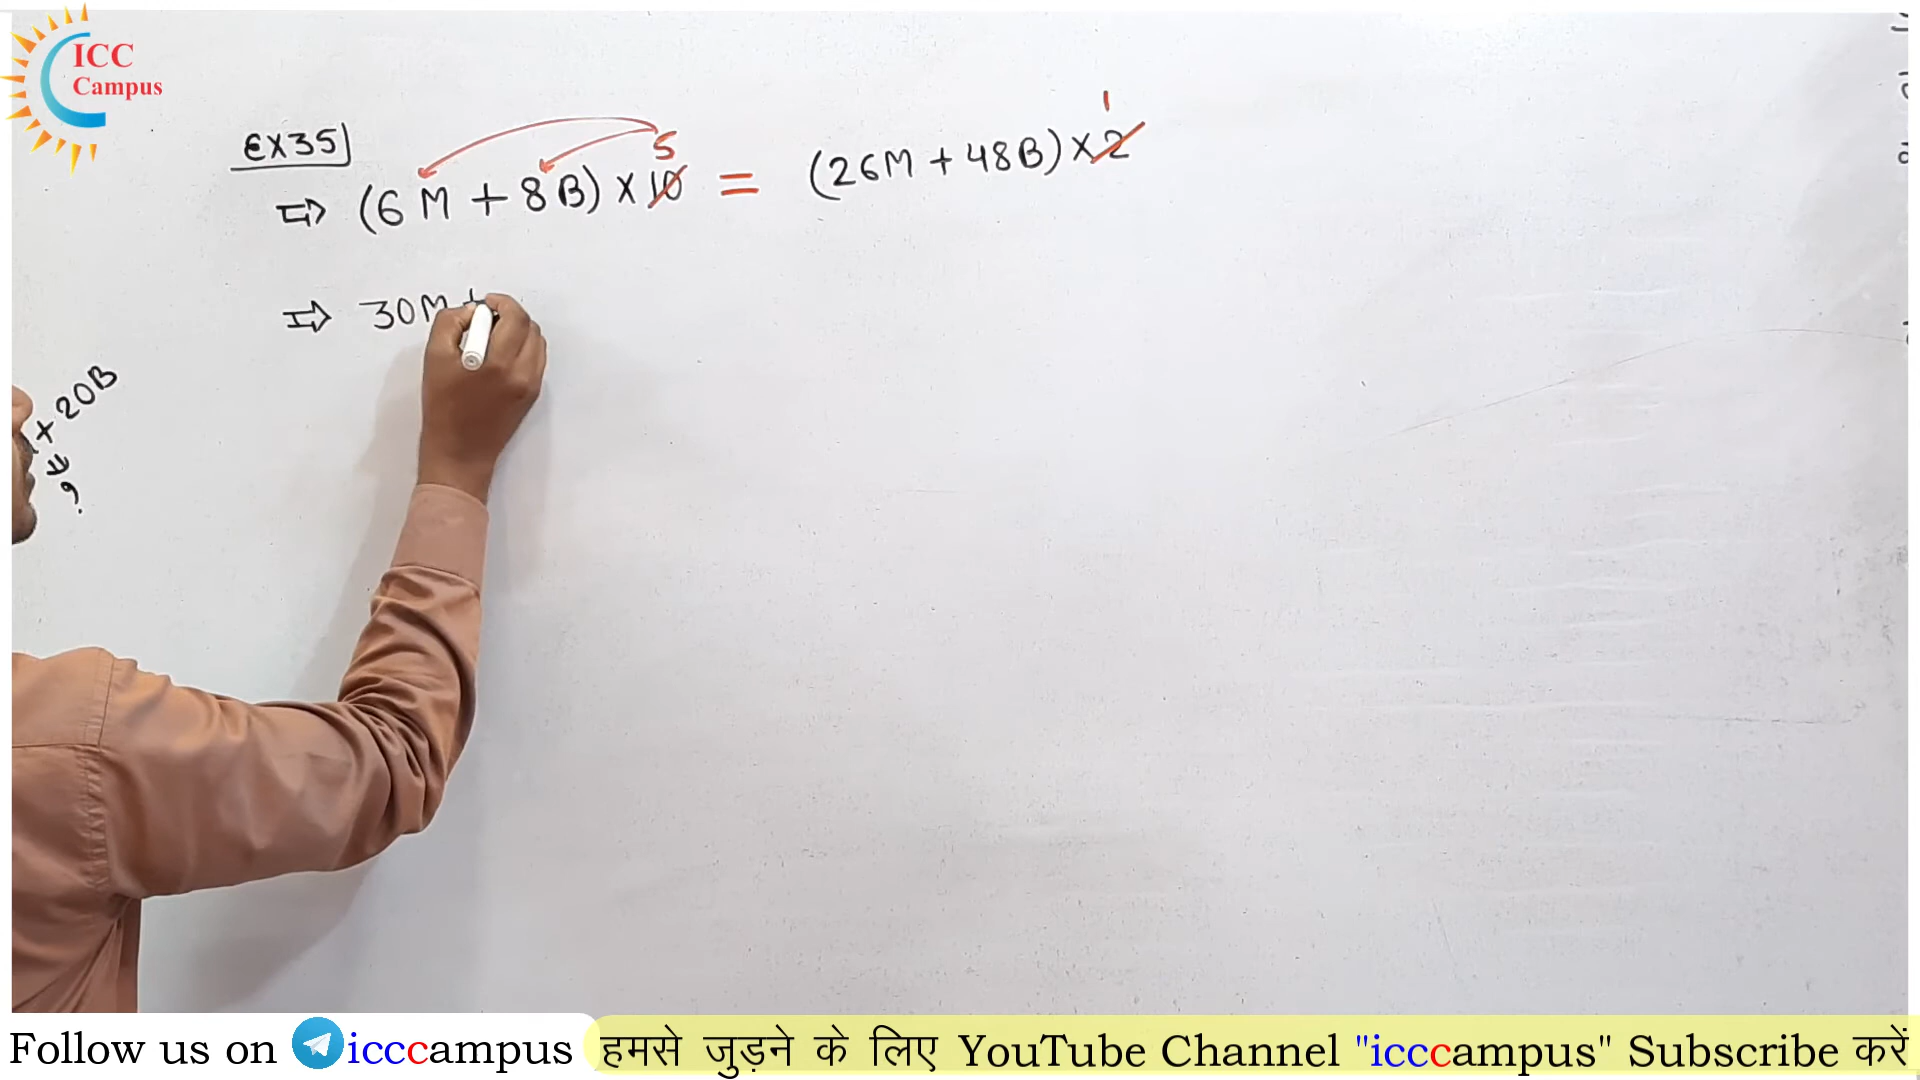 ICC
Campus
EX35
⇒ (6M + 8B) × 10 5 = (26M + 48B) × 2 1
⇒ 30M +
× 20B
?
Follow us on icccampus हमसे जुड़ने के लिए YouTube Channel "icccampus" Subscribe करें